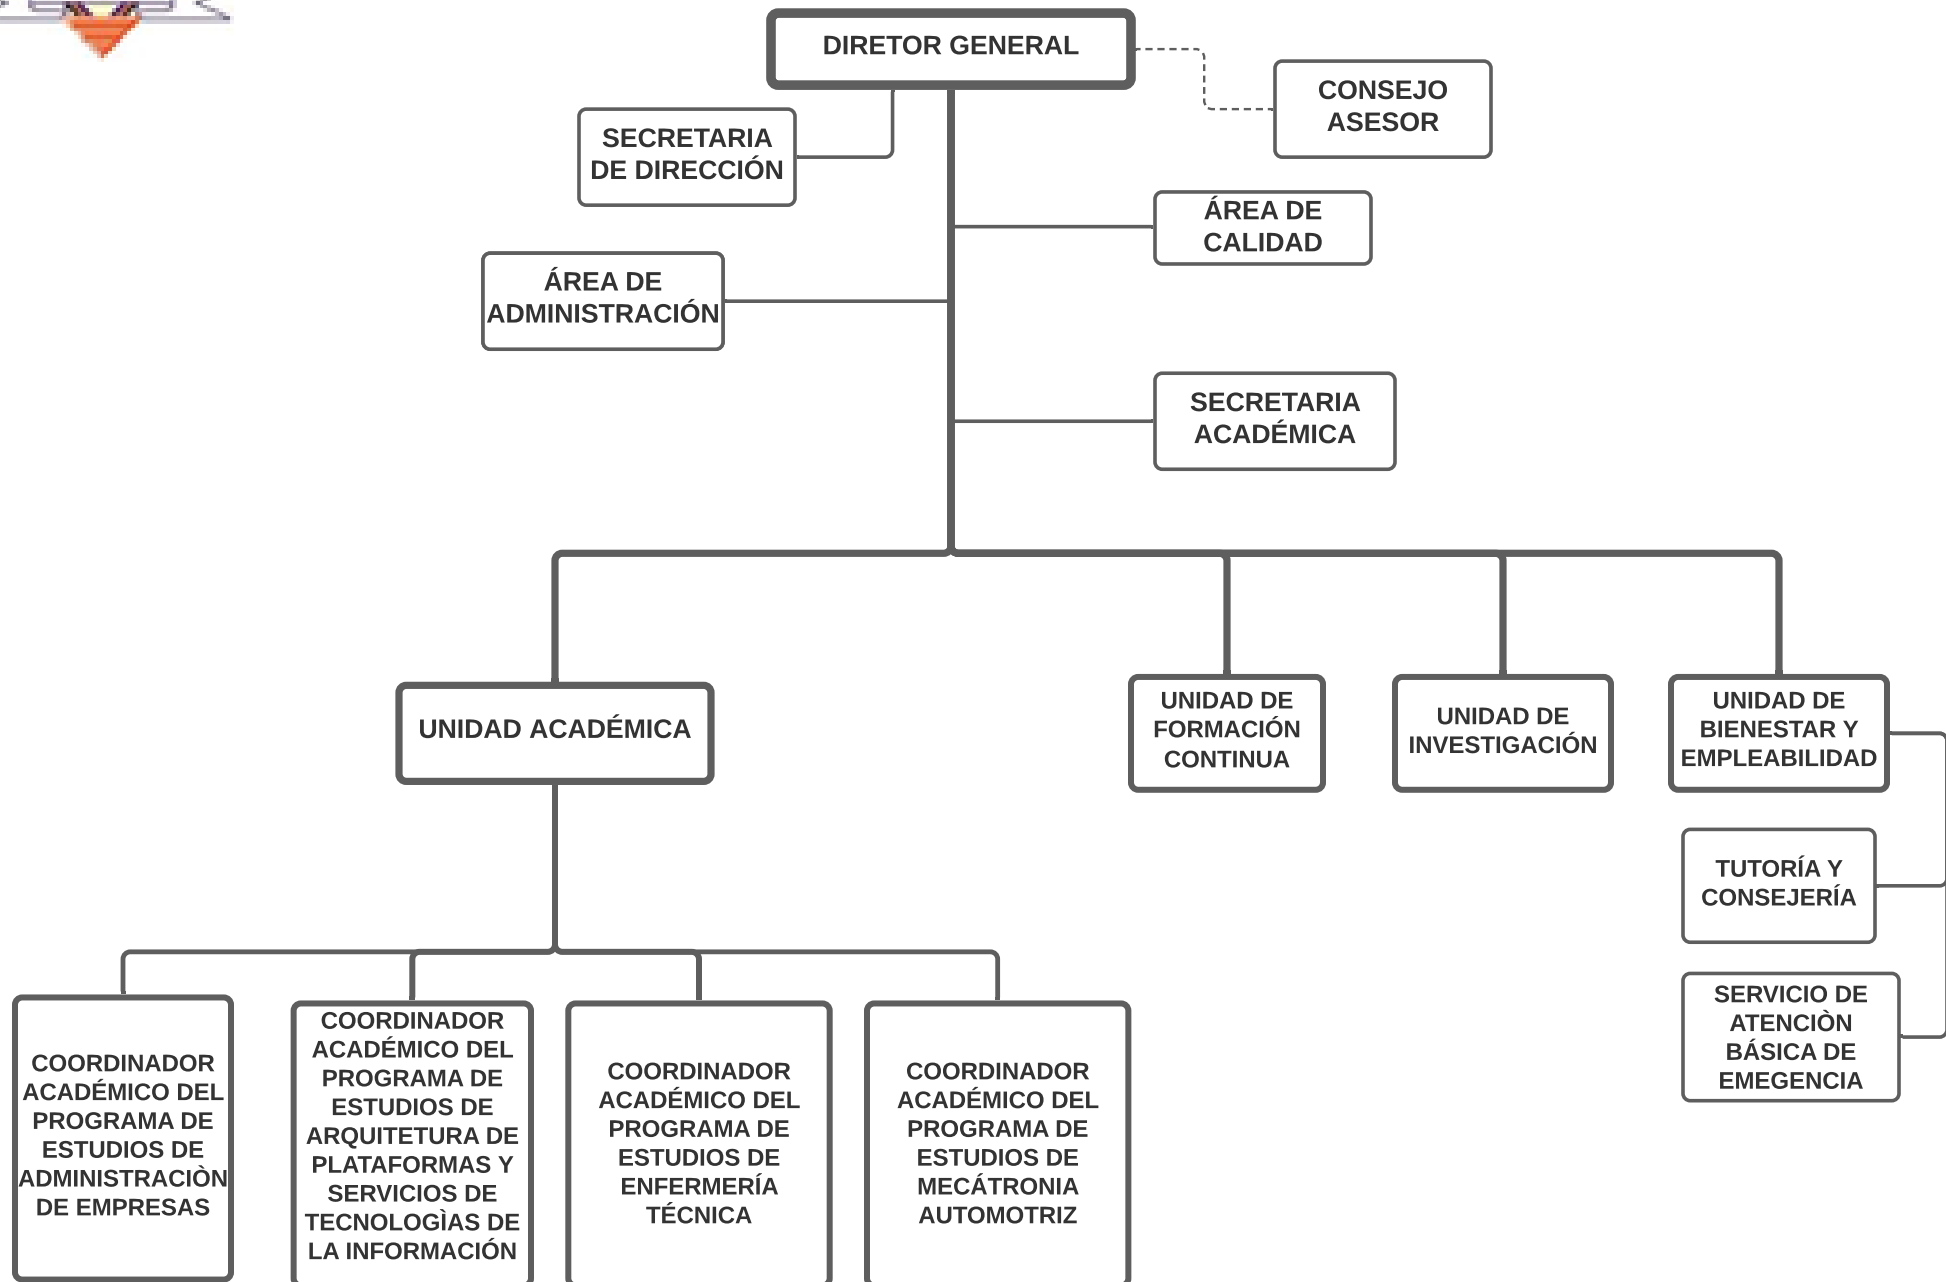 DIRETOR GENERAL
CONSEJO
ASESOR
SECRETARIA
DE DIRECCIÓN
ÁREA DE
CALIDAD
ÁREA DE
ADMINISTRACIÓN
SECRETARIA
ACADÉMICA
UNIDAD ACADÉMICA
UNIDAD DE
FORMACIÓN
CONTINUA
UNIDAD DE
INVESTIGACIÓN
UNIDAD DE
BIENESTAR Y
EMPLEABILIDAD
TUTORÍA Y
CONSEJERÍA
SERVICIO DE
ATENCIÒN
BÁSICA DE
EMEGENCIA
COORDINADOR
ACADÉMICO DEL
PROGRAMA DE
ESTUDIOS DE
ADMINISTRACIÒN
DE EMPRESAS
COORDINADOR
ACADÉMICO DEL
PROGRAMA DE
ESTUDIOS DE
ARQUITETURA DE
PLATAFORMAS Y
SERVICIOS DE
TECNOLOGÌAS DE
LA INFORMACIÓN
COORDINADOR
ACADÉMICO DEL
PROGRAMA DE
ESTUDIOS DE
ENFERMERÍA
TÉCNICA
COORDINADOR
ACADÉMICO DEL
PROGRAMA DE
ESTUDIOS DE
MECÁTRONIA
AUTOMOTRIZ